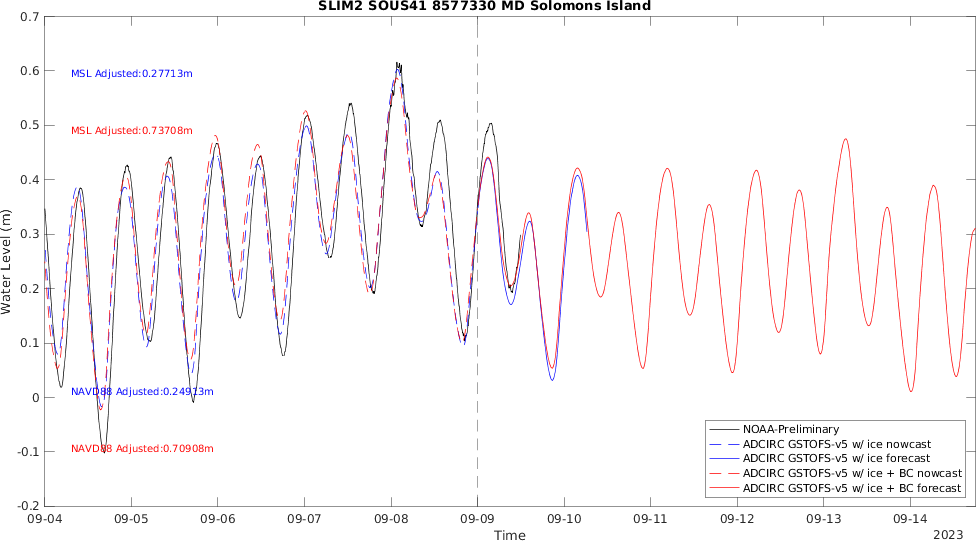 SLIM2 SOUS41 8577330 MD Solomons Island
0.7
0.6
0.5
0.4
0.3
0.2
0.1
0
-0.1
-0.2
Water Level (m)
MSL Adjusted:0.27713m
MSL Adjusted:0.73708m
NAVD88 Adjusted:0.24913m
NAVD88 Adjusted:0.70908m
NOAA-Preliminary
ADCIRC GSTOFS-v5 w/ ice nowcast
ADCIRC GSTOFS-v5 w/ ice forecast
ADCIRC GSTOFS-v5 w/ ice + BC nowcast
ADCIRC GSTOFS-v5 w/ ice + BC forecast
09-04 09-05 09-06 09-07 09-08 09-09 09-10 09-11 09-12 09-13 09-14
Time
2023